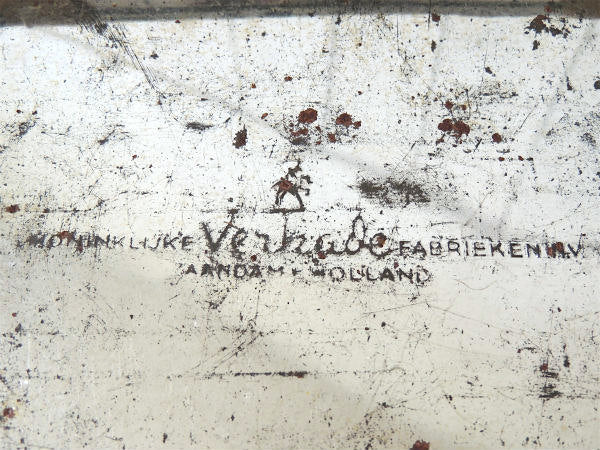 KONINKLIJKE Verkade FABRIEKEN N.V.
ZAANDAM - HOLLAND